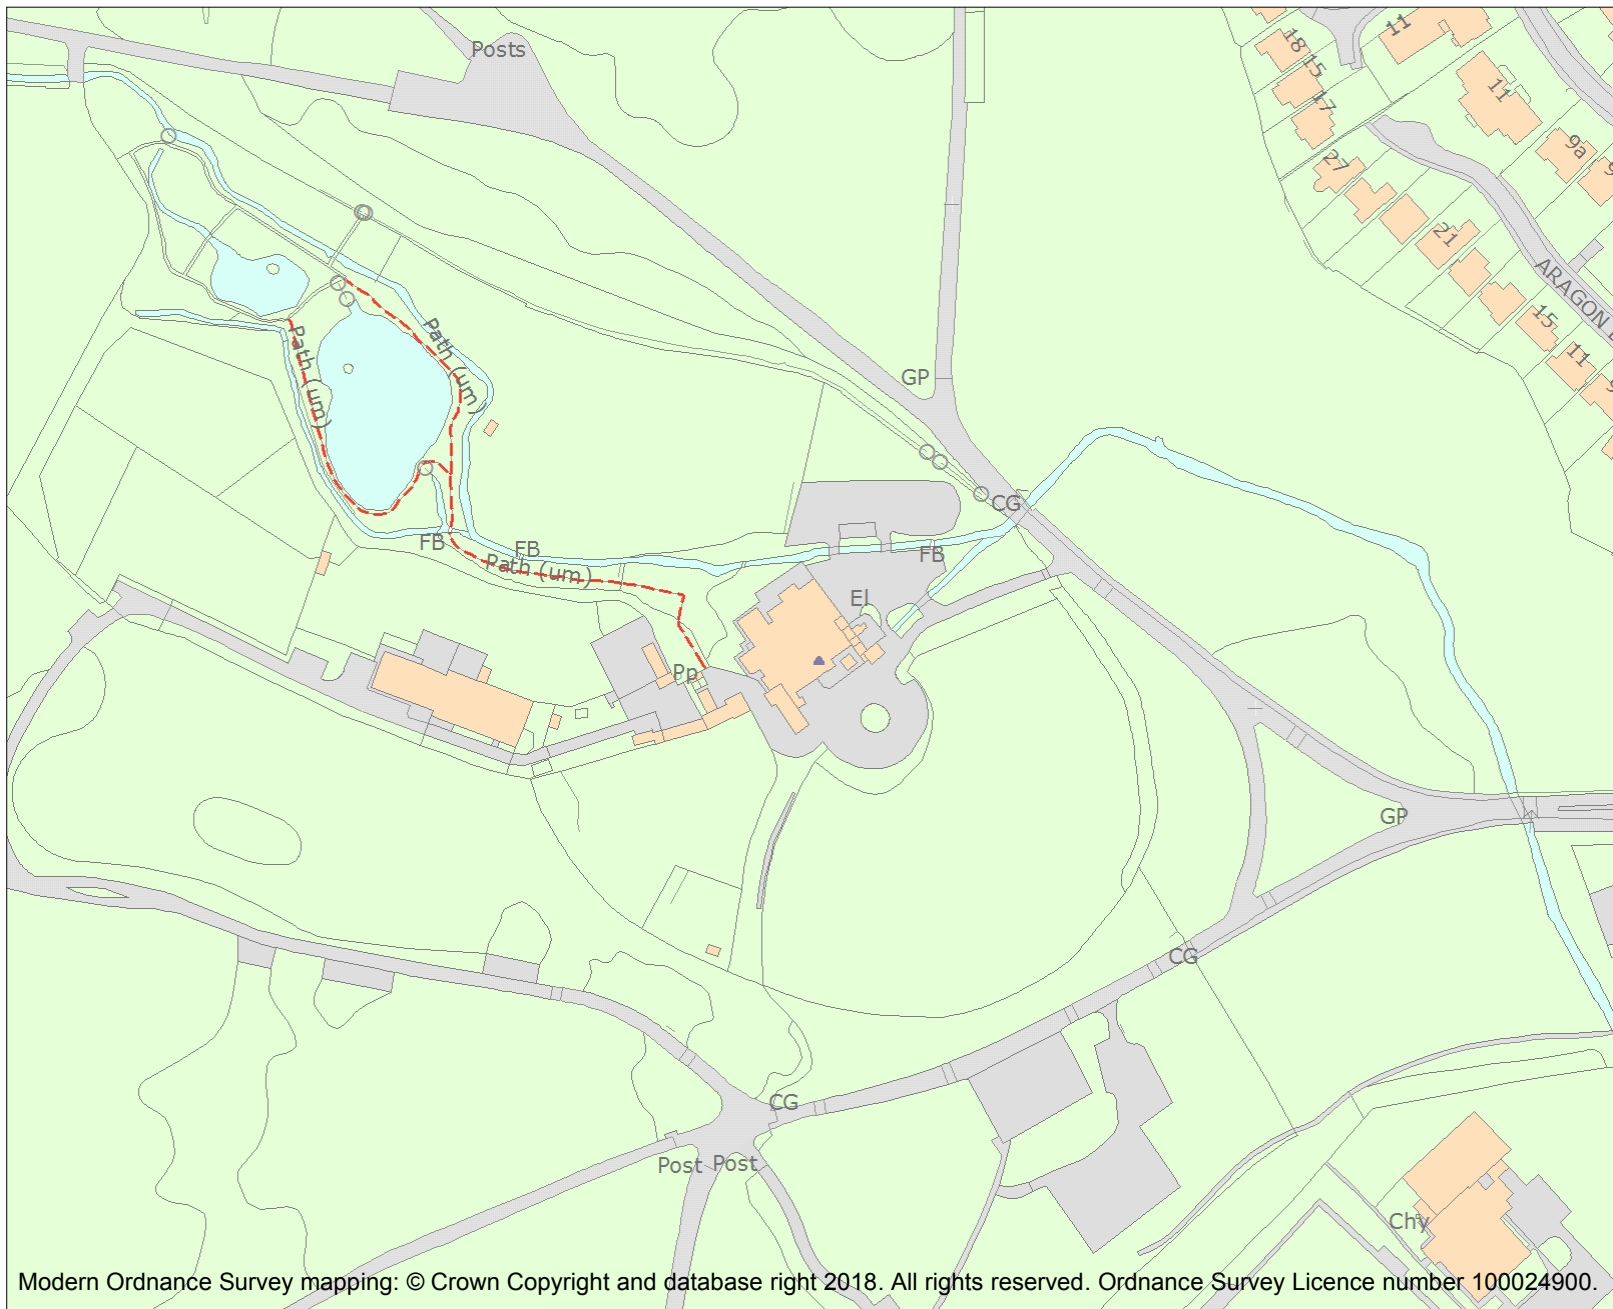 Posts
18
15
17
11
11
9a
27
21
ARAGON
15
11
Path (um)
Path (um)
GP
CG
FB
FB
Path (um)
FB
El
Pp
GP
CG
CG
Post
Post
Chy
Modern Ordnance Survey mapping: © Crown Copyright and database right 2018. All rights reserved. Ordnance Survey Licence number 100024900.